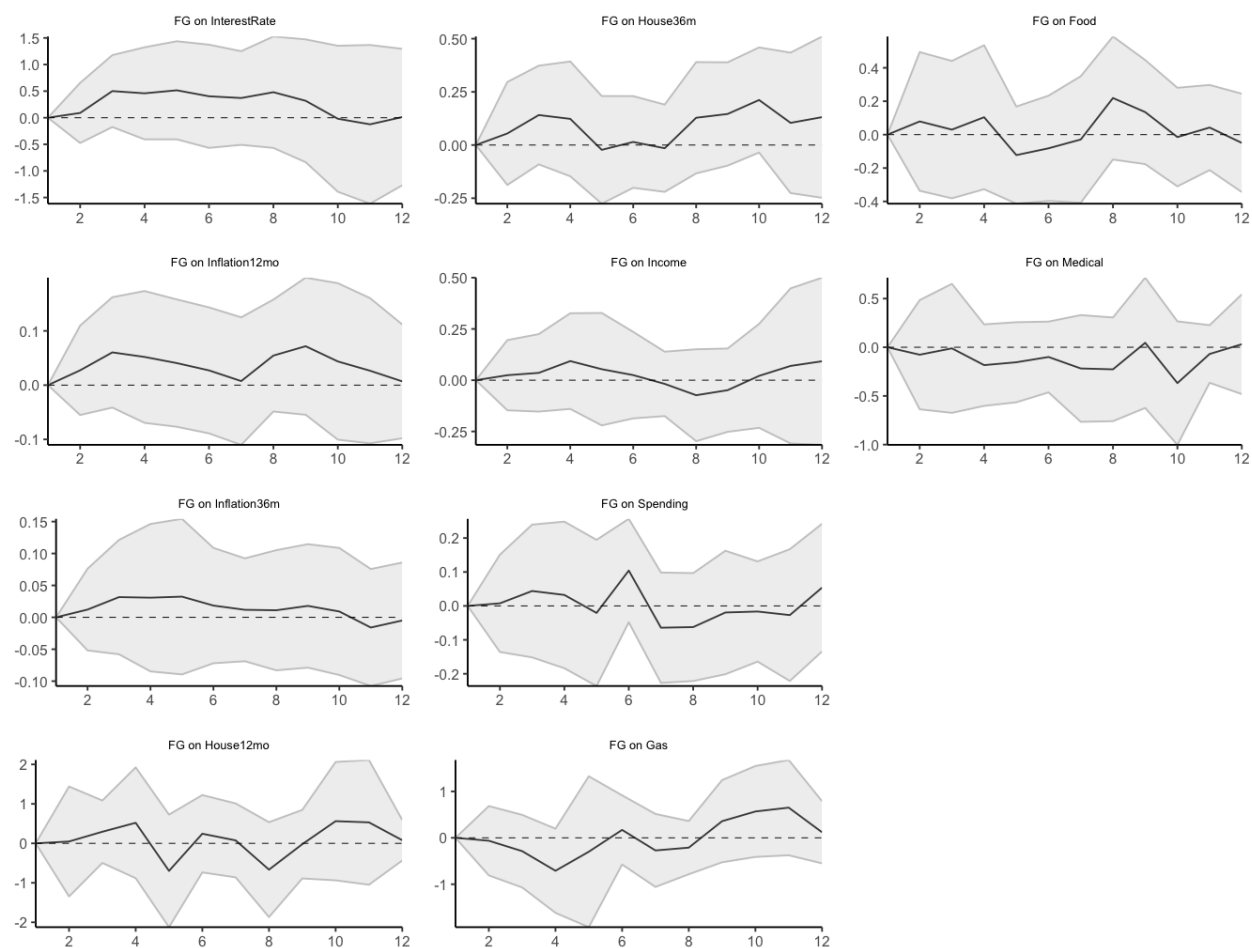 FG on InterestRate
1.5
1.0
0.5
0.0
-0.5
-1.0
-1.5
2 4 6 8 10 12
FG on House36m
0.50
0.25
0.00
-0.25
2 4 6 8 10 12
FG on Food
0.4
0.2
0.0
-0.2
-0.4
2 4 6 8 10 12
FG on Inflation12mo
0.1
0.0
-0.1
2 4 6 8 10 12
FG on Income
0.50
0.25
0.00
-0.25
2 4 6 8 10 12
FG on Medical
0.5
0.0
-0.5
-1.0
2 4 6 8 10 12
FG on Inflation36m
0.15
0.10
0.05
0.00
-0.05
-0.10
2 4 6 8 10 12
FG on Spending
0.2
0.1
0.0
-0.1
-0.2
2 4 6 8 10 12
FG on House12mo
2
1
0
-1
-2
2 4 6 8 10 12
FG on Gas
1
0
-1
2 4 6 8 10 12